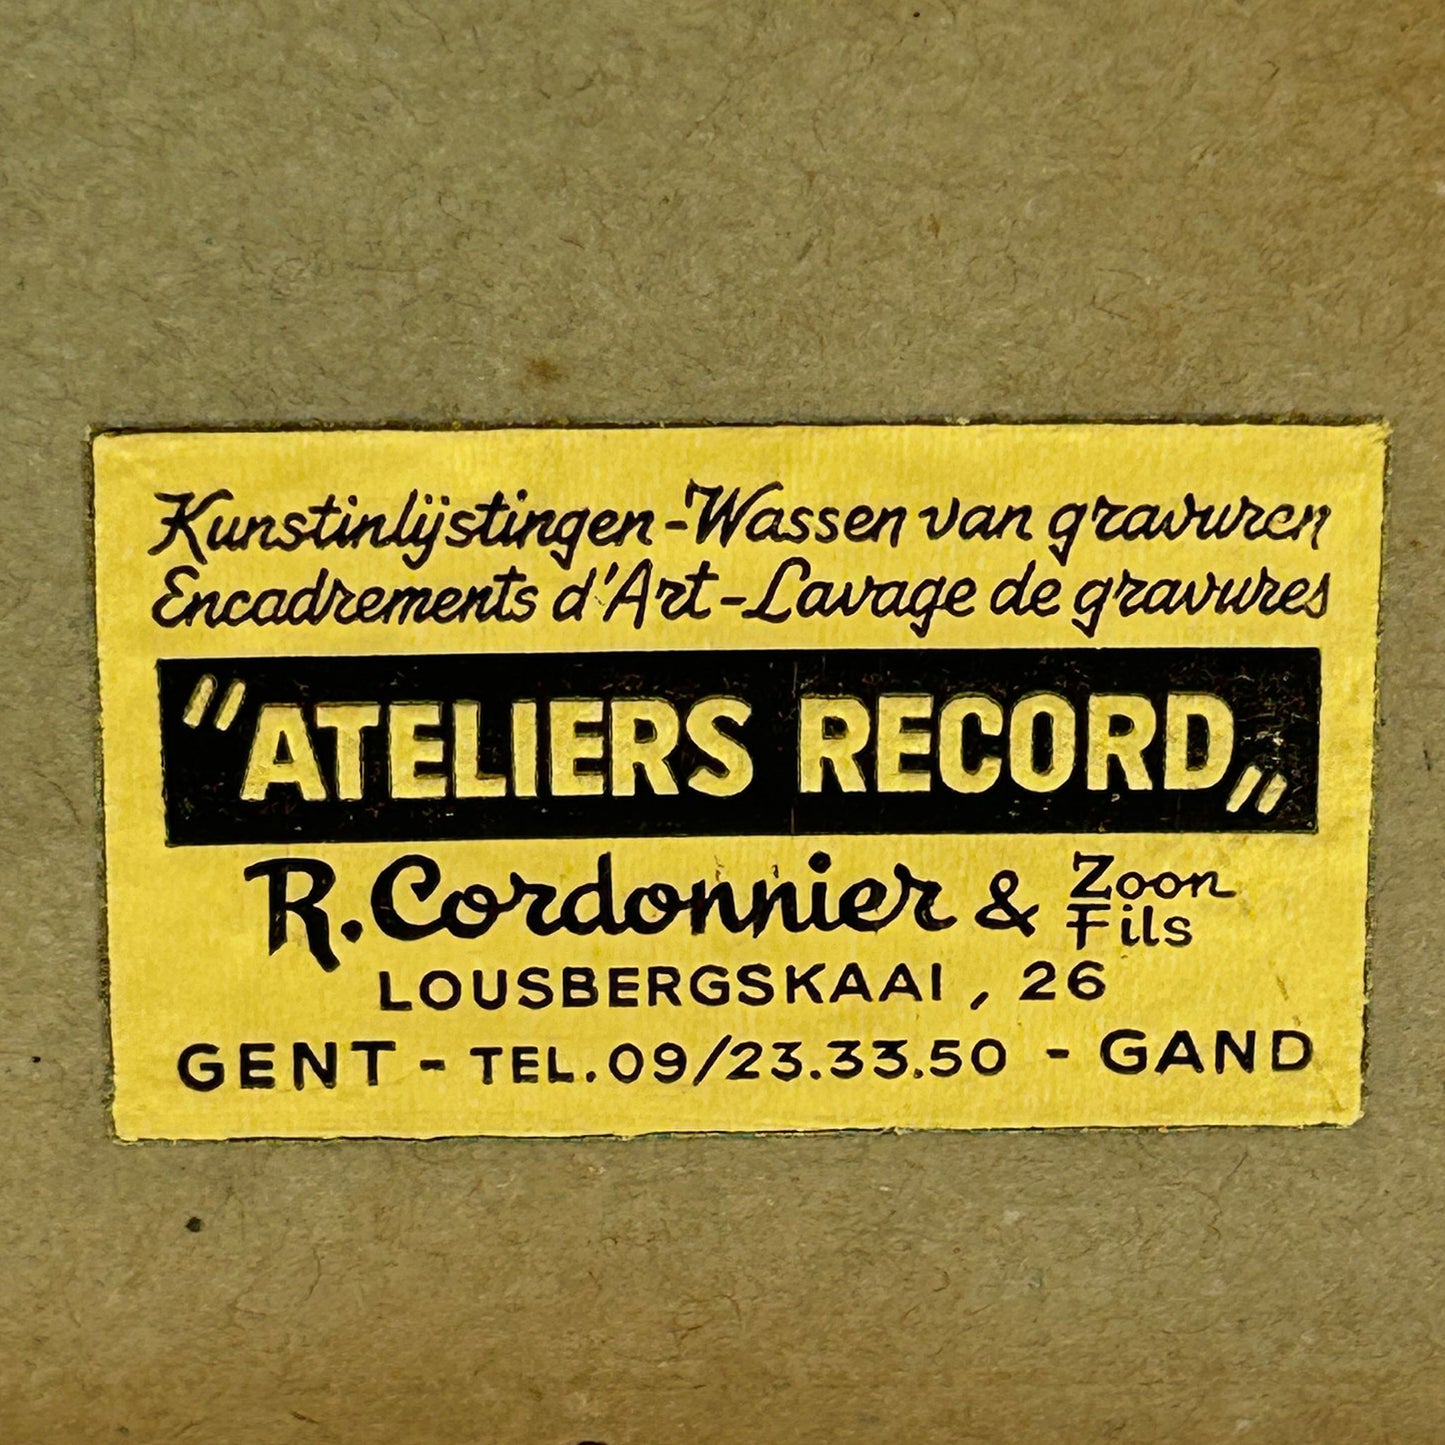 Kunstinlijstingen - Wassen van gravuren
Encadrements d'Art - Lavage de gravures
"ATELIERS RECORD„
R. Cordonnier & Zoon
Fils
LOUSBERGSKAAI, 26
GENT - TEL. 09/23.33.50 - GAND